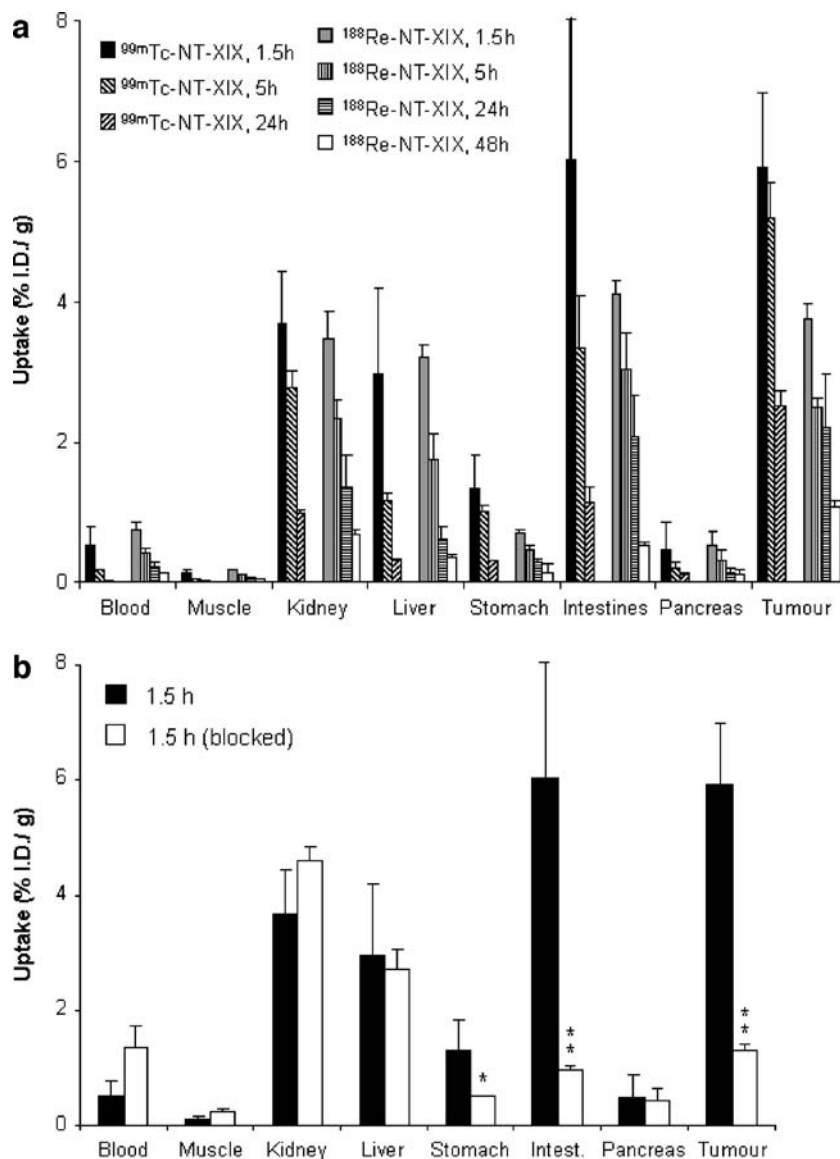 a
8
6
4
2
0
Uptake (% I.D./ g)
99mTc-NT-XIX, 1.5h
99mTc-NT-XIX, 5h
99mTc-NT-XIX, 24h
188Re-NT-XIX, 1.5h
188Re-NT-XIX, 5h
188Re-NT-XIX, 24h
188Re-NT-XIX, 48h
Blood Muscle Kidney Liver Stomach Intestines Pancreas Tumour
b
8
6
4
2
0
Uptake (% I.D./ g)
1.5 h
1.5 h (blocked)
*
**
**
Blood Muscle Kidney Liver Stomach Intest. Pancreas Tumour